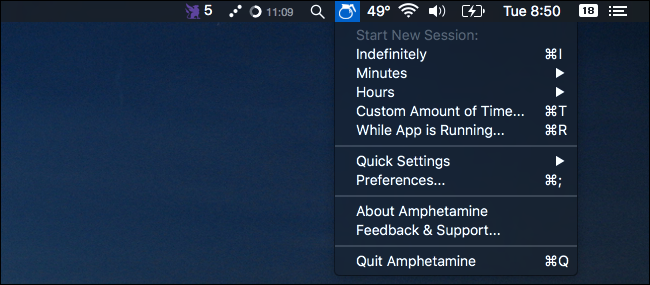 5 11:09 49° Tue 8:50 18
Start New Session:
Indefinitely ⌘I
Minutes ▶
Hours ▶
Custom Amount of Time... ⌘T
While App is Running... ⌘R
Quick Settings ▶
Preferences... ⌘;
About Amphetamine
Feedback & Support...
Quit Amphetamine ⌘Q